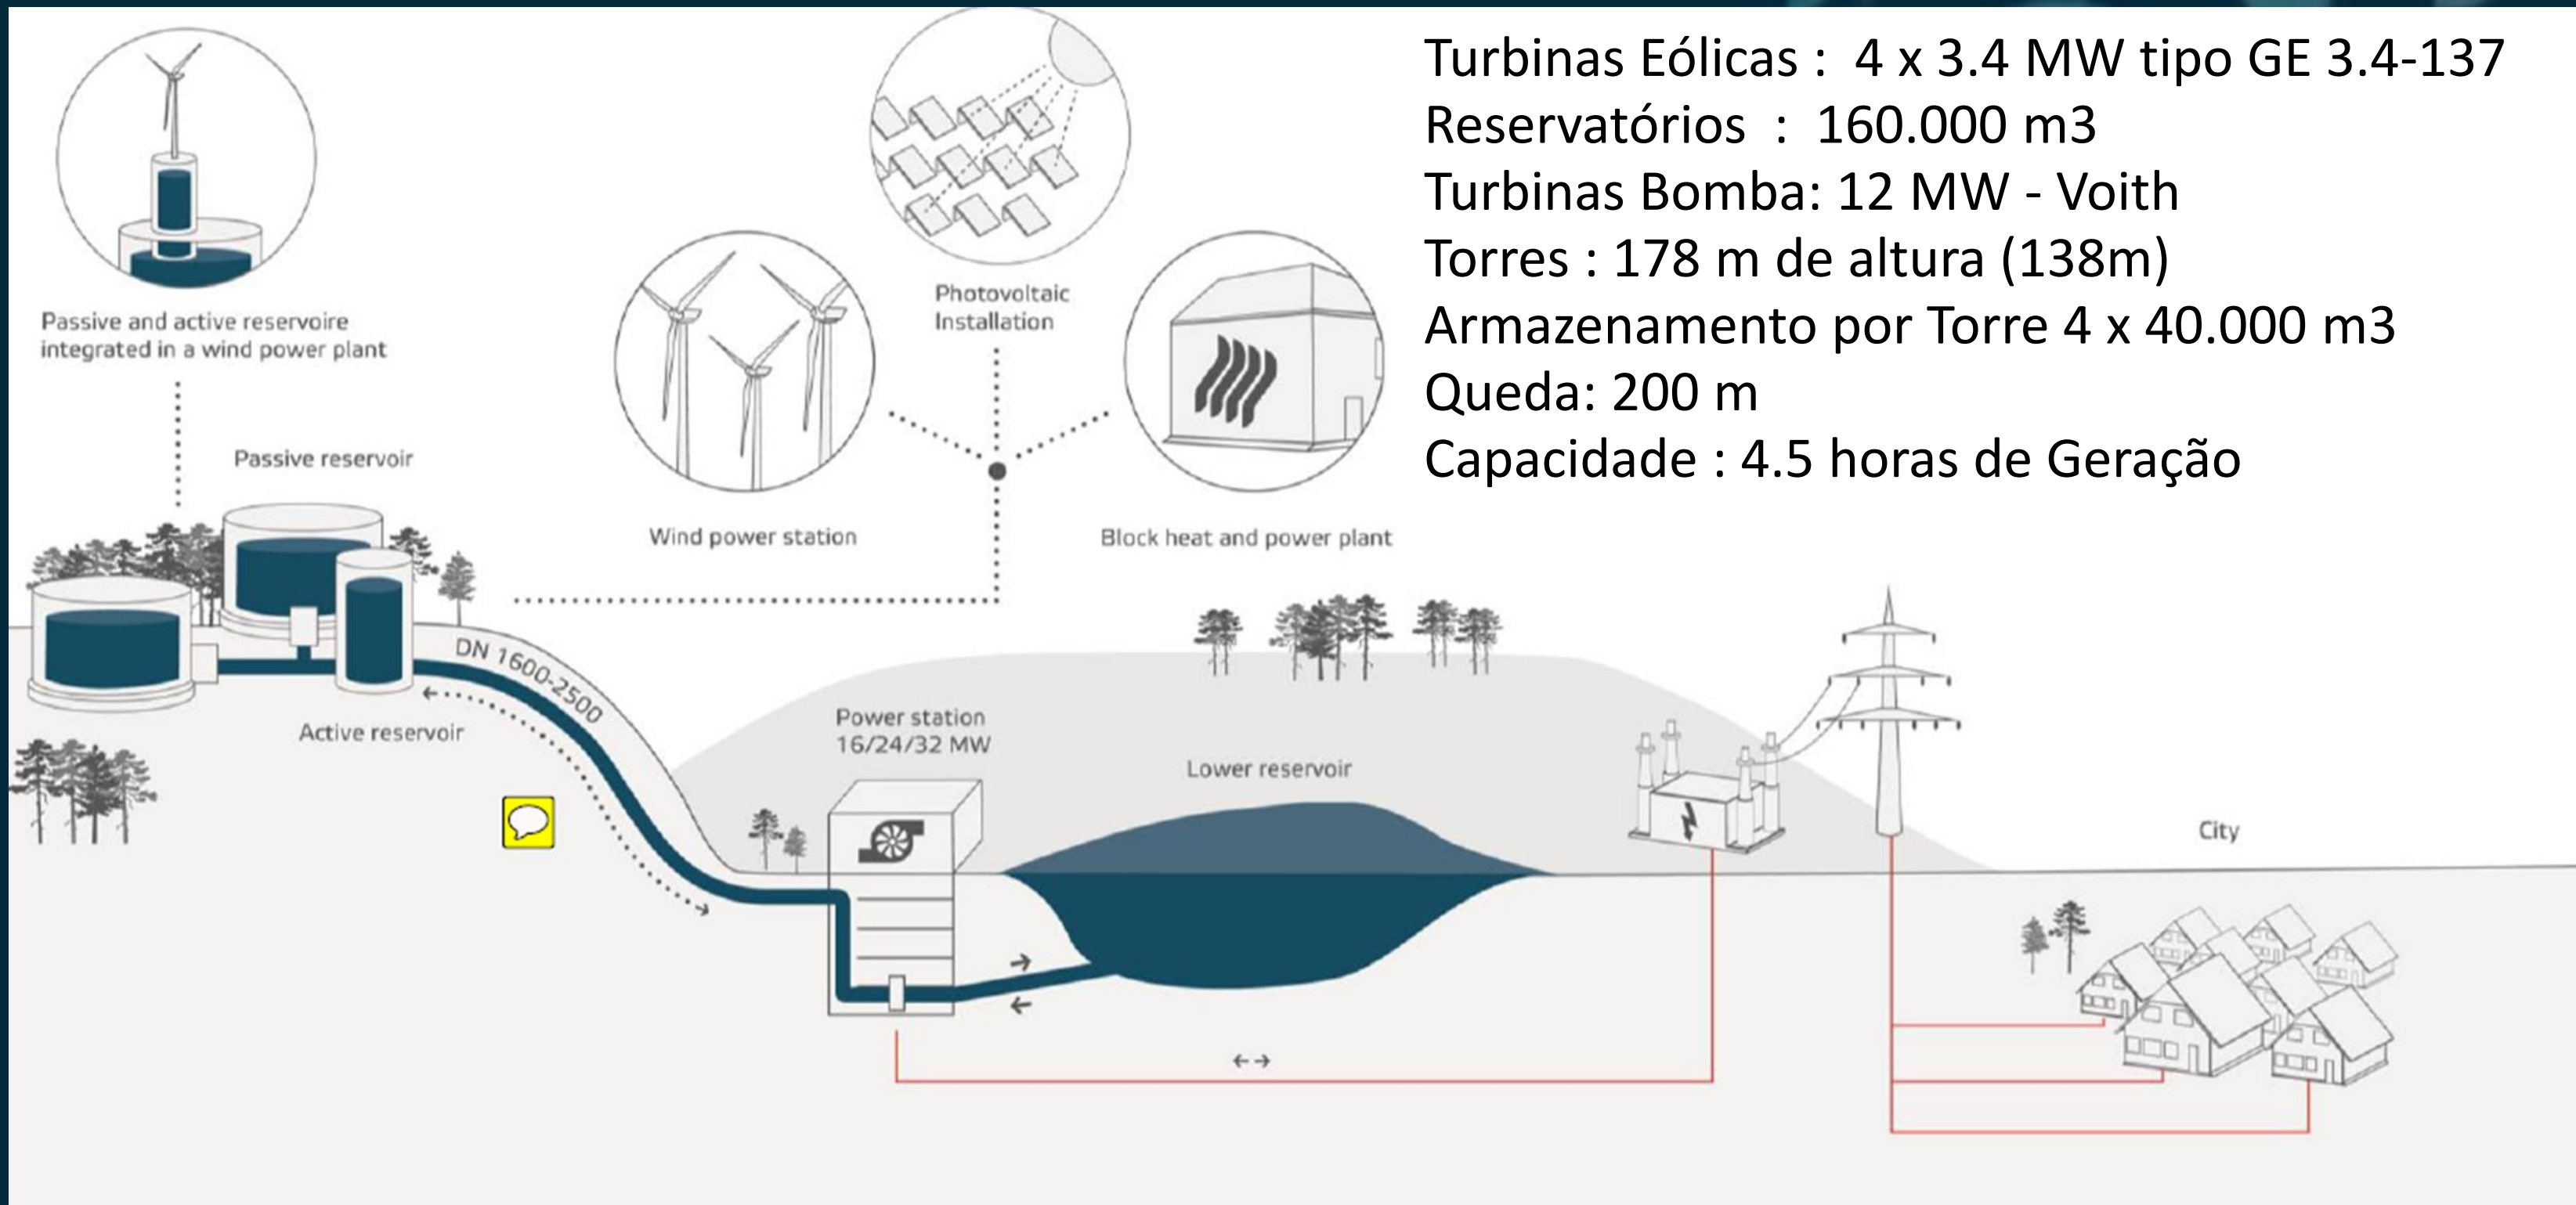 Turbinas Eólicas : 4 x 3.4 MW tipo GE 3.4-137
Reservatórios : 160.000 m3
Turbinas Bomba: 12 MW - Voith
Torres : 178 m de altura (138m)
Armazenamento por Torre 4 x 40.000 m3
Queda: 200 m
Capacidade : 4.5 horas de Geração
Passive and active reservoire
integrated in a wind power plant
Photovoltaic
Installation
Wind power station
Block heat and power plant
Passive reservoir
DN 1600-2500
Active reservoir
Power station
16/24/32 MW
Lower reservoir
City